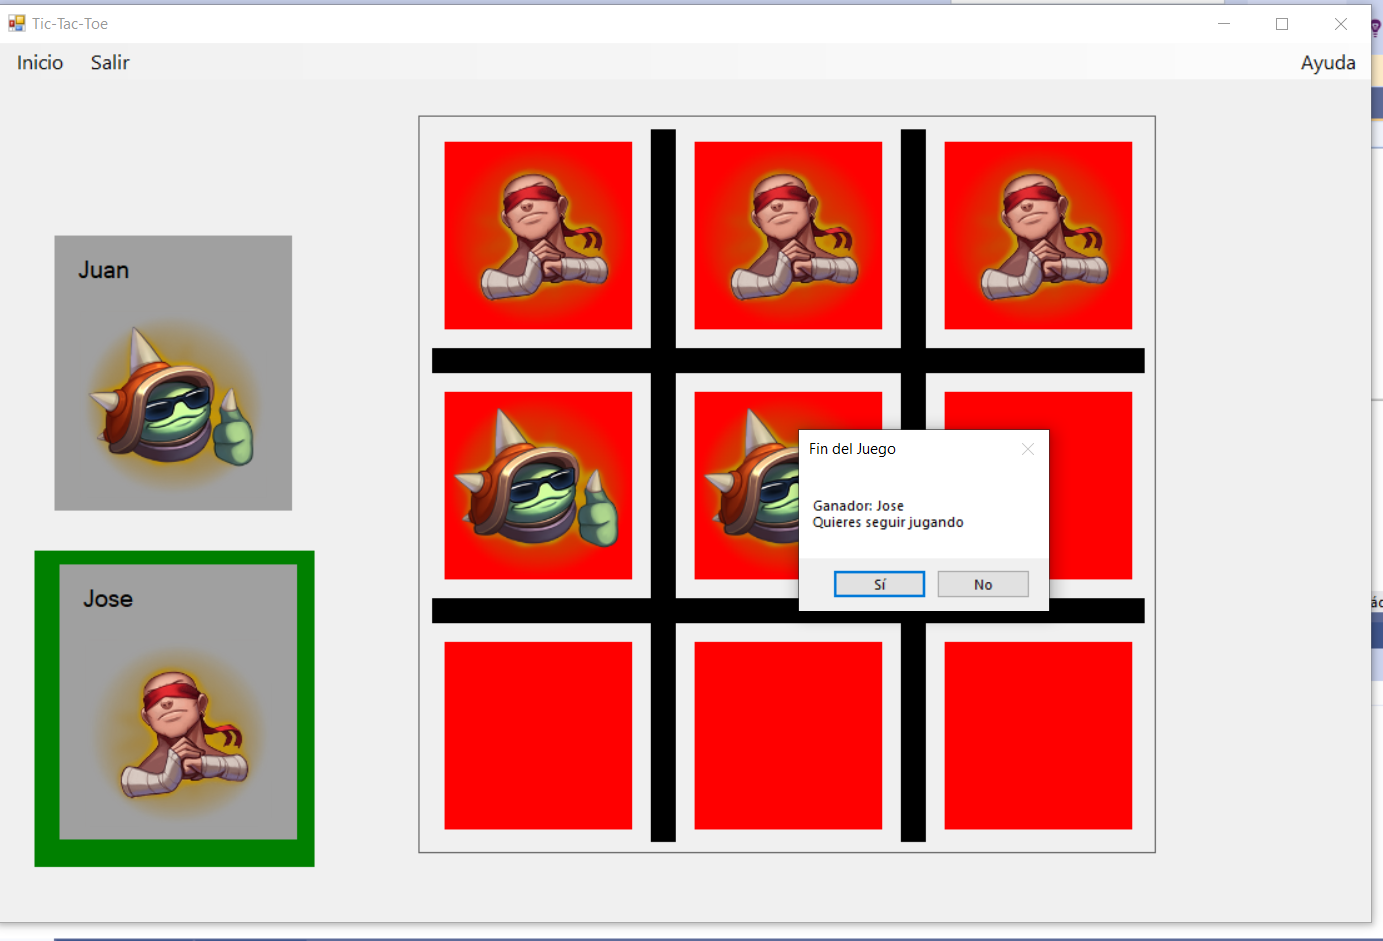 Tic-Tac-Toe
Inicio Salir Ayuda
Juan
Jose
Fin del Juego
Ganador: Jose
Quieres seguir jugando
Sí No